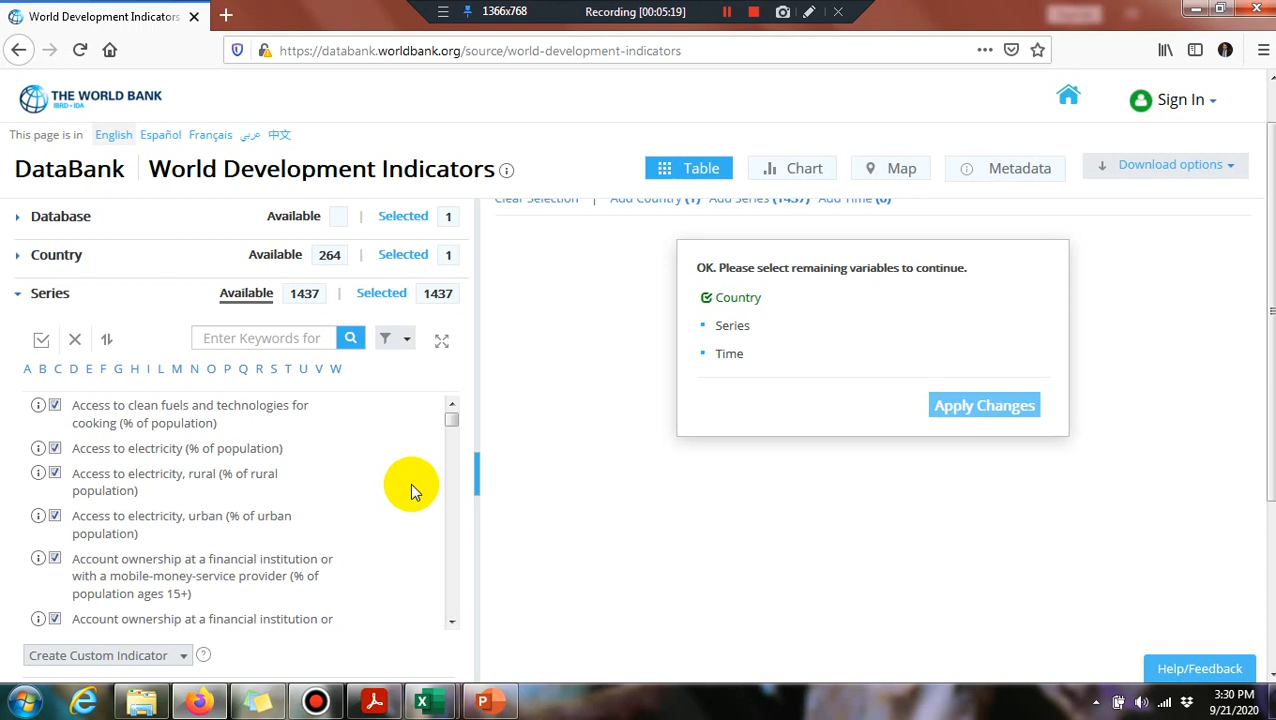 World Development Indicators
1366x768
Recording [00:05:19]
https://databank.worldbank.org/source/world-development-indicators
THE WORLD BANK
IBRD • IDA
Sign In
This page is in English Español Français عربي 中文
DataBank World Development Indicators
Table Chart Map Metadata Download options
Database Available | Selected 1
Clear Selection | Add Country (1) Add Series (1437) Add Time (0)
Country Available 264 | Selected 1
Series Available 1437 | Selected 1437
Enter Keywords for
A B C D E F G H I L M N O P Q R S T U V W
Access to clean fuels and technologies for
cooking (% of population)
Access to electricity (% of population)
Access to electricity, rural (% of rural
population)
Access to electricity, urban (% of urban
population)
Account ownership at a financial institution or
with a mobile-money-service provider (% of
population ages 15+)
Account ownership at a financial institution or
Create Custom Indicator
OK. Please select remaining variables to continue.
Country
Series
Time
Apply Changes
Help/Feedback
3:30 PM
9/21/2020